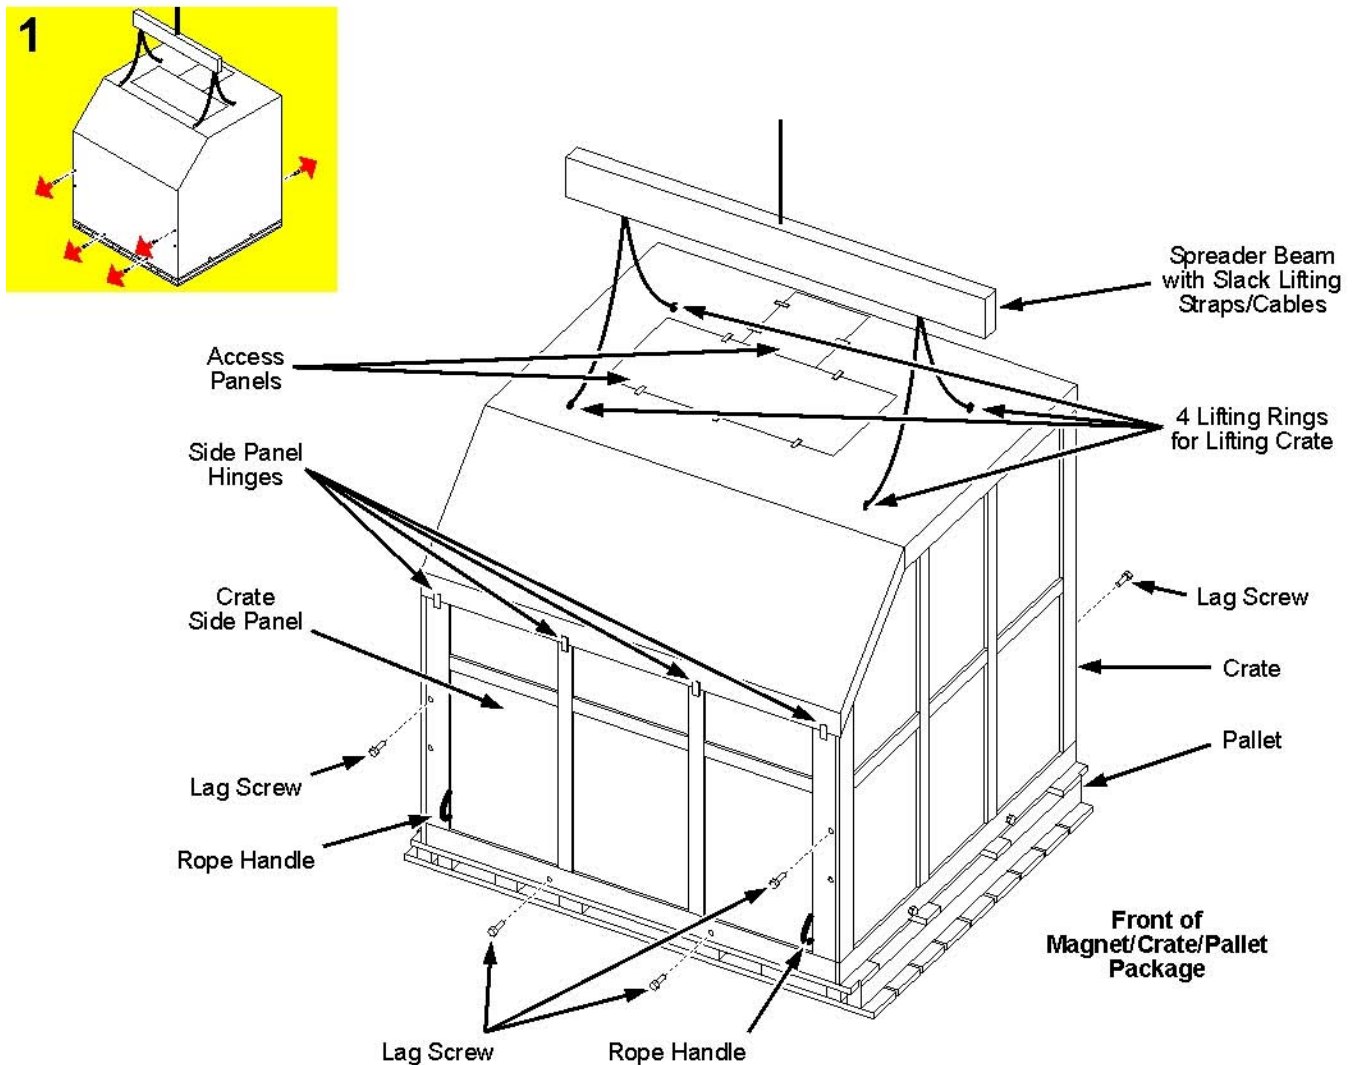 1
Spreader Beam
with Slack Lifting
Straps/Cables
Access
Panels
4 Lifting Rings
for Lifting Crate
Side Panel
Hinges
Crate
Side Panel
Lag Screw
Crate
Pallet
Lag Screw
Rope Handle
Front of
Magnet/Crate/Pallet
Package
Lag Screw
Rope Handle